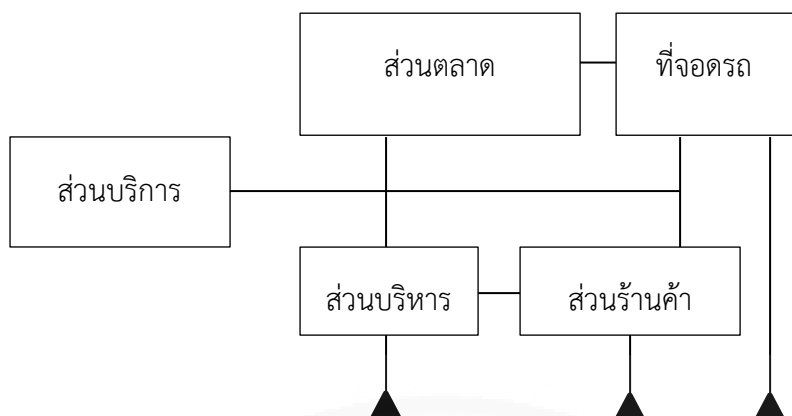 ส่วนตลาด
ที่จอดรถ
ส่วนบริการ
ส่วนบริหาร
ส่วนร้านค้า